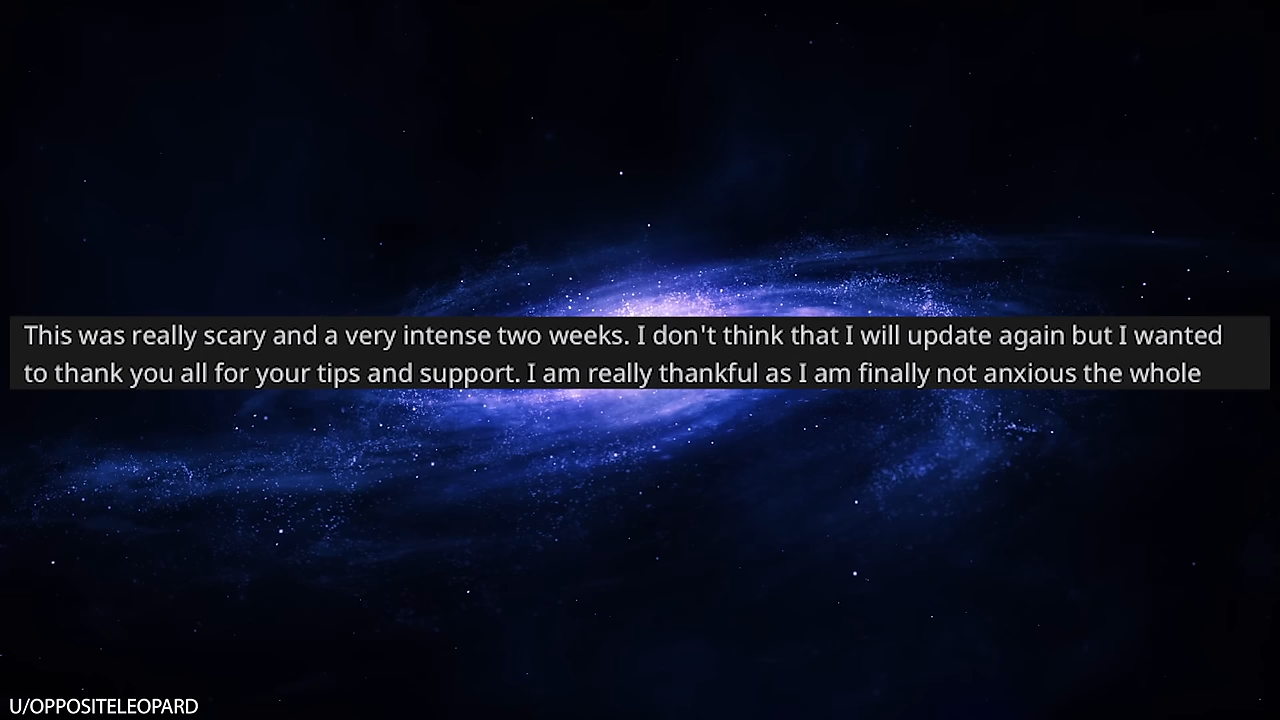 This was really scary and a very intense two weeks. I don't think that I will update again but I wanted
to thank you all for your tips and support. I am really thankful as I am finally not anxious the whole
U/OPPOSITELEOPARD